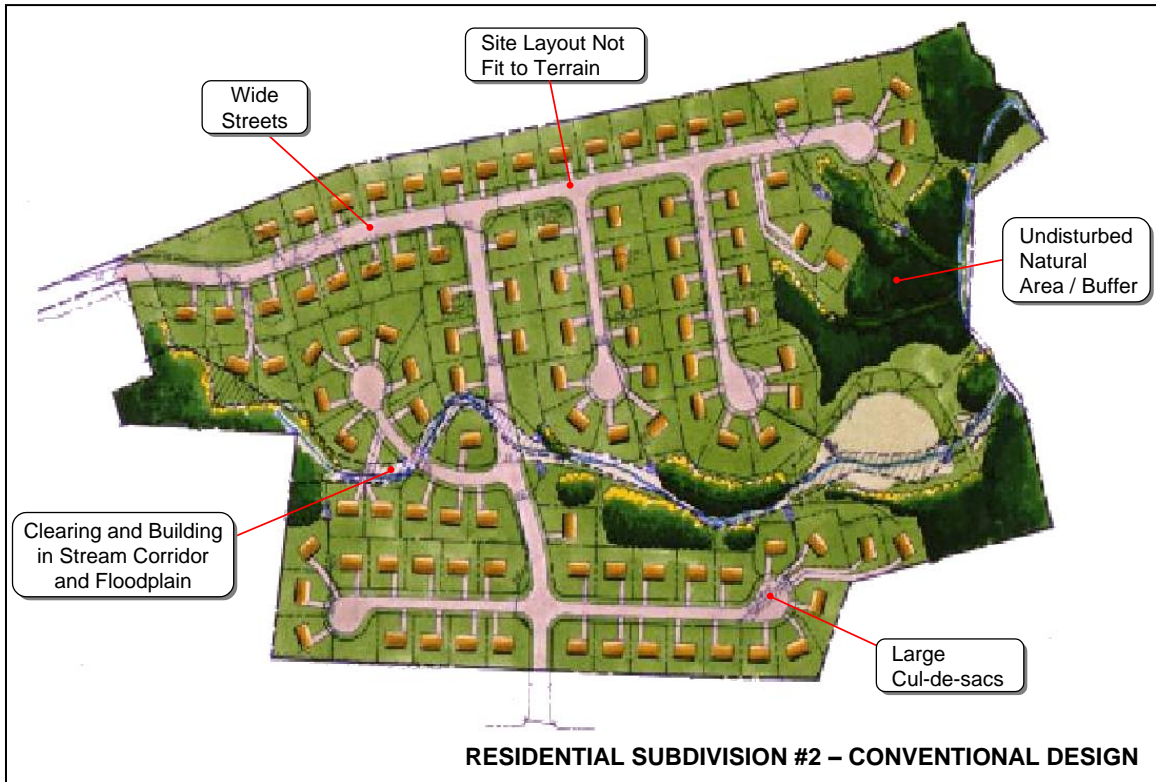 Site Layout Not
Fit to Terrain
Wide
Streets
Undisturbed
Natural
Area / Buffer
Clearing and Building
in Stream Corridor
and Floodplain
Large
Cul-de-sacs
RESIDENTIAL SUBDIVISION #2 – CONVENTIONAL DESIGN